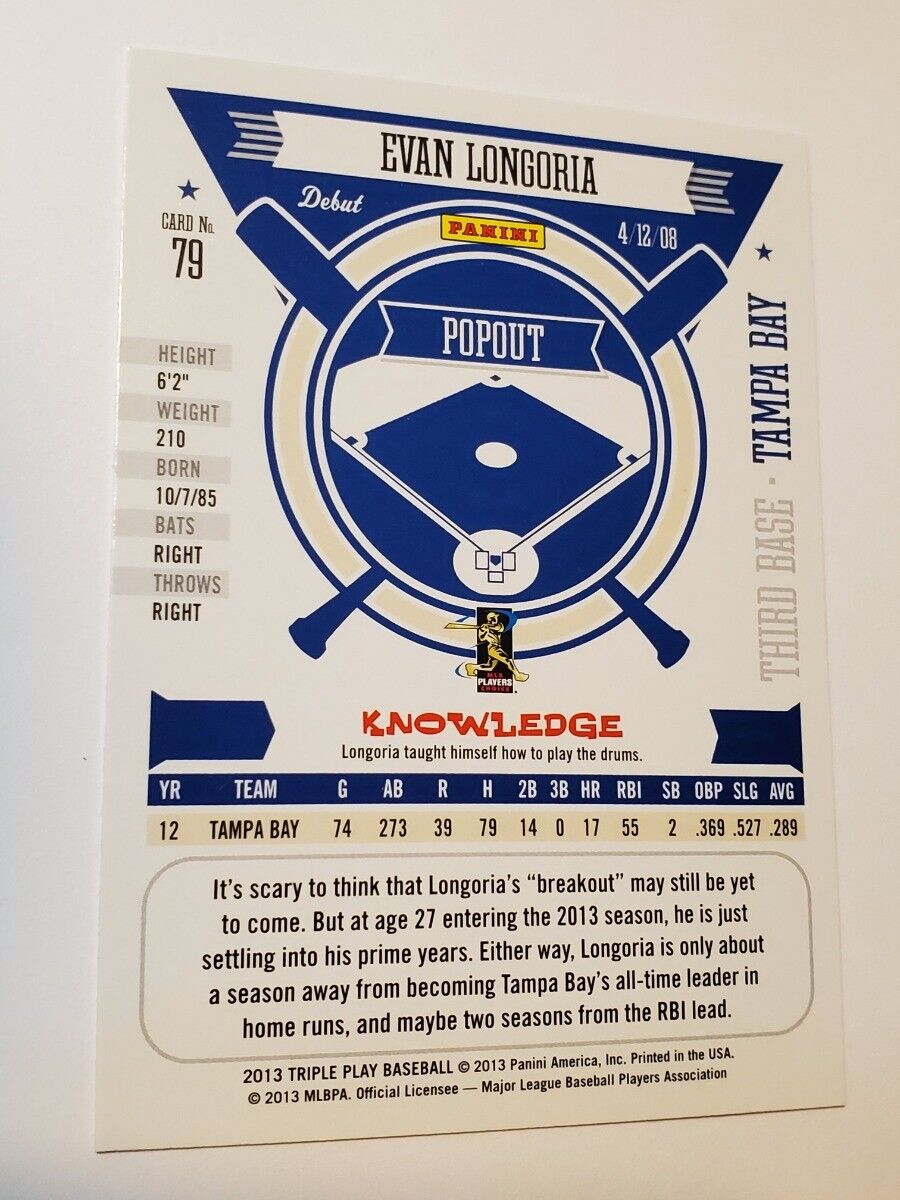 EVAN LONGORIA
Debut
PANINI
4/12/08
CARD No.
79
POPOUT
HEIGHT
6'2"
WEIGHT
210
BORN
10/7/85
BATS
RIGHT
THROWS
RIGHT
THIRD BASE · TAMPA BAY
MLB
PLAYERS
CHOICE
KNOWLEDGE
Longoria taught himself how to play the drums.
YR TEAM G AB R H 2B 3B HR RBI SB OBP SLG AVG
12 TAMPA BAY 74 273 39 79 14 0 17 55 2 .369 .527 .289
It's scary to think that Longoria's "breakout" may still be yet
to come. But at age 27 entering the 2013 season, he is just
settling into his prime years. Either way, Longoria is only about
a season away from becoming Tampa Bay's all-time leader in
home runs, and maybe two seasons from the RBI lead.
2013 TRIPLE PLAY BASEBALL © 2013 Panini America, Inc. Printed in the USA.
© 2013 MLBPA. Official Licensee — Major League Baseball Players Association